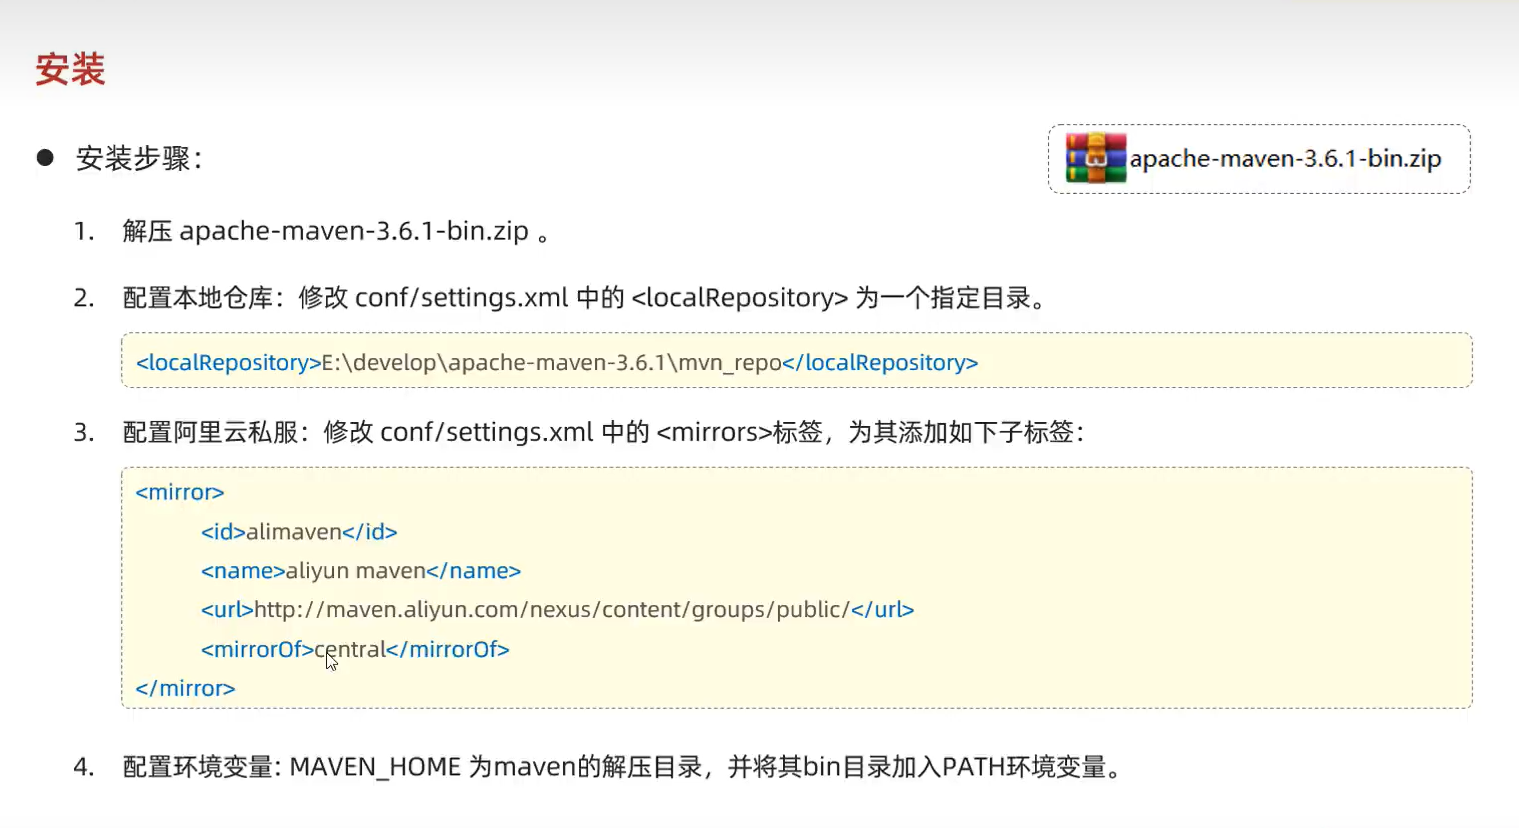 安装
● 安装步骤：
apache-maven-3.6.1-bin.zip
1. 解压 apache-maven-3.6.1-bin.zip 。
2. 配置本地仓库：修改 conf/settings.xml 中的 <localRepository> 为一个指定目录。
<localRepository>E:\develop\apache-maven-3.6.1\mvn_repo</localRepository>
3. 配置阿里云私服：修改 conf/settings.xml 中的 <mirrors>标签，为其添加如下子标签：
<mirror>
<id>alimaven</id>
<name>aliyun maven</name>
<url>http://maven.aliyun.com/nexus/content/groups/public/</url>
<mirrorOf>central</mirrorOf>
</mirror>
4. 配置环境变量: MAVEN_HOME 为maven的解压目录，并将其bin目录加入PATH环境变量。